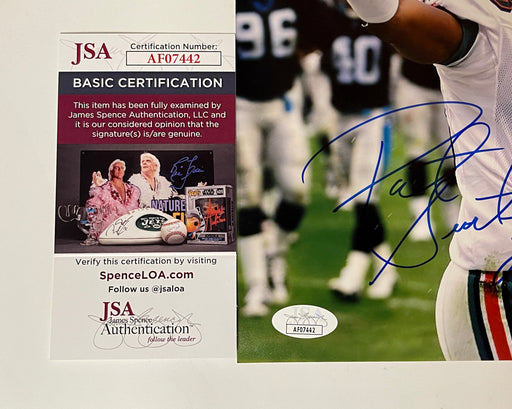 JSA
Certification Number:
AF07442
BASIC CERTIFICATION
This item has been fully examined by
James Spence Authentication, LLC and
it is our considered opinion that the
signature(s) is/are genuine.
NATURE
JETS
Verify this certification by visiting
SpenceLOA.com
Follow us @jsaloa
JSA
James Spence
Authentication
follow the leader
96
40
AF07442